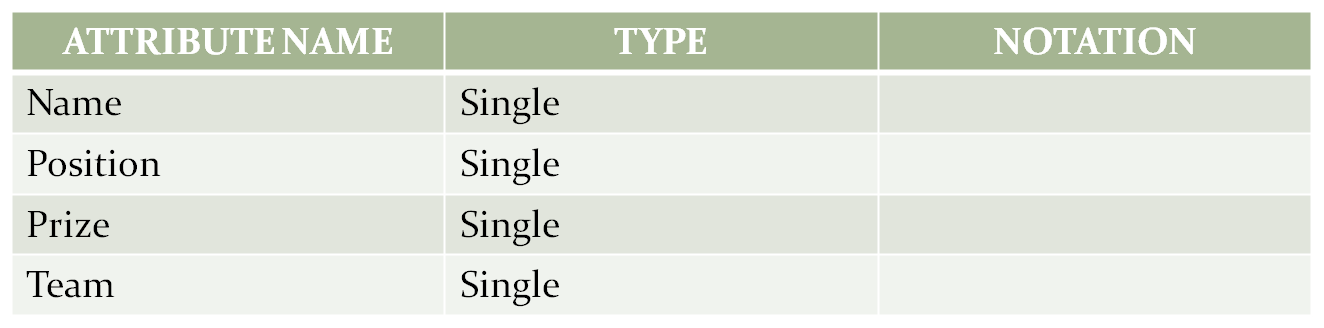 ATTRIBUTE NAME TYPE NOTATION
Name Single
Position Single
Prize Single
Team Single